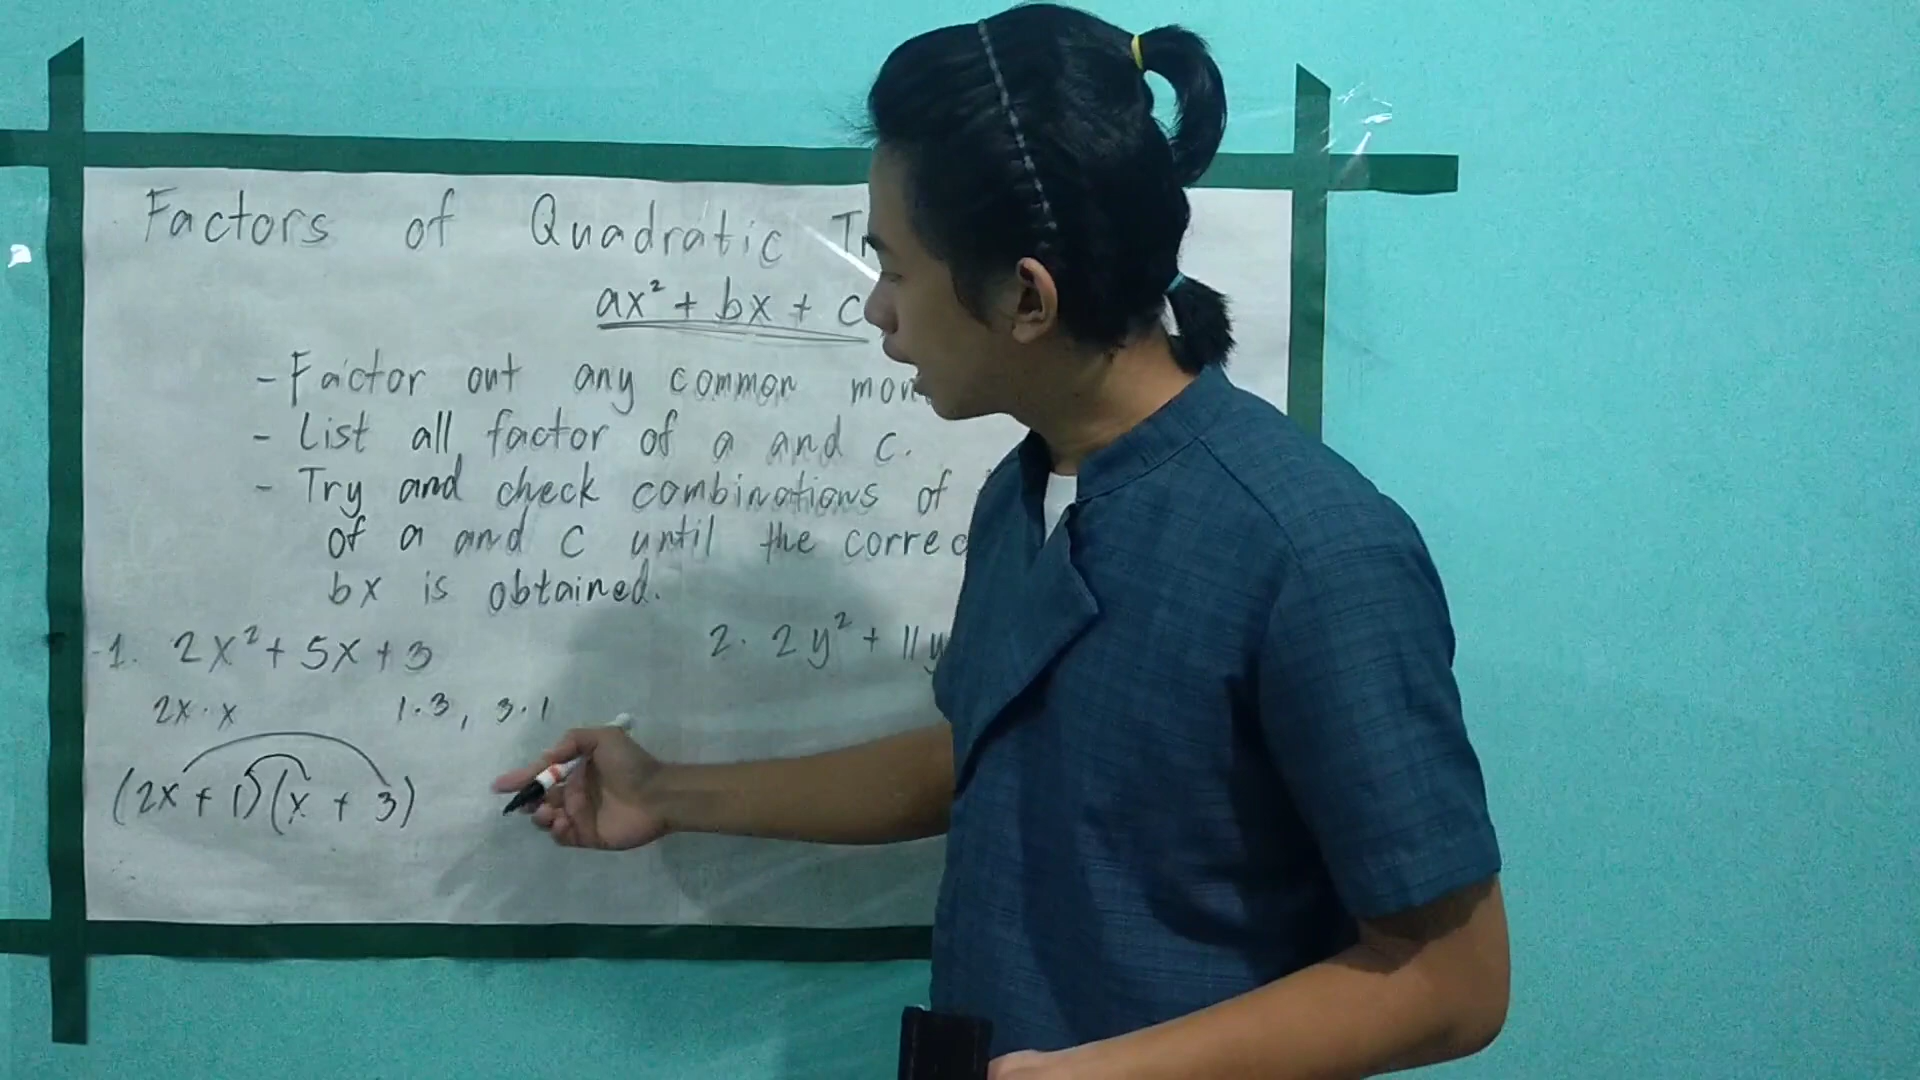 Factors of Quadratic
ax² + bx + c
- Factor out any common
- List all factor of a and c.
- Try and check combinations of
of a and c until the
bx is obtained.
1. 2x² + 5x + 3
2. 2y² + 11y
2x · x 1·3, 3·1
(2x + 1)(x + 3)